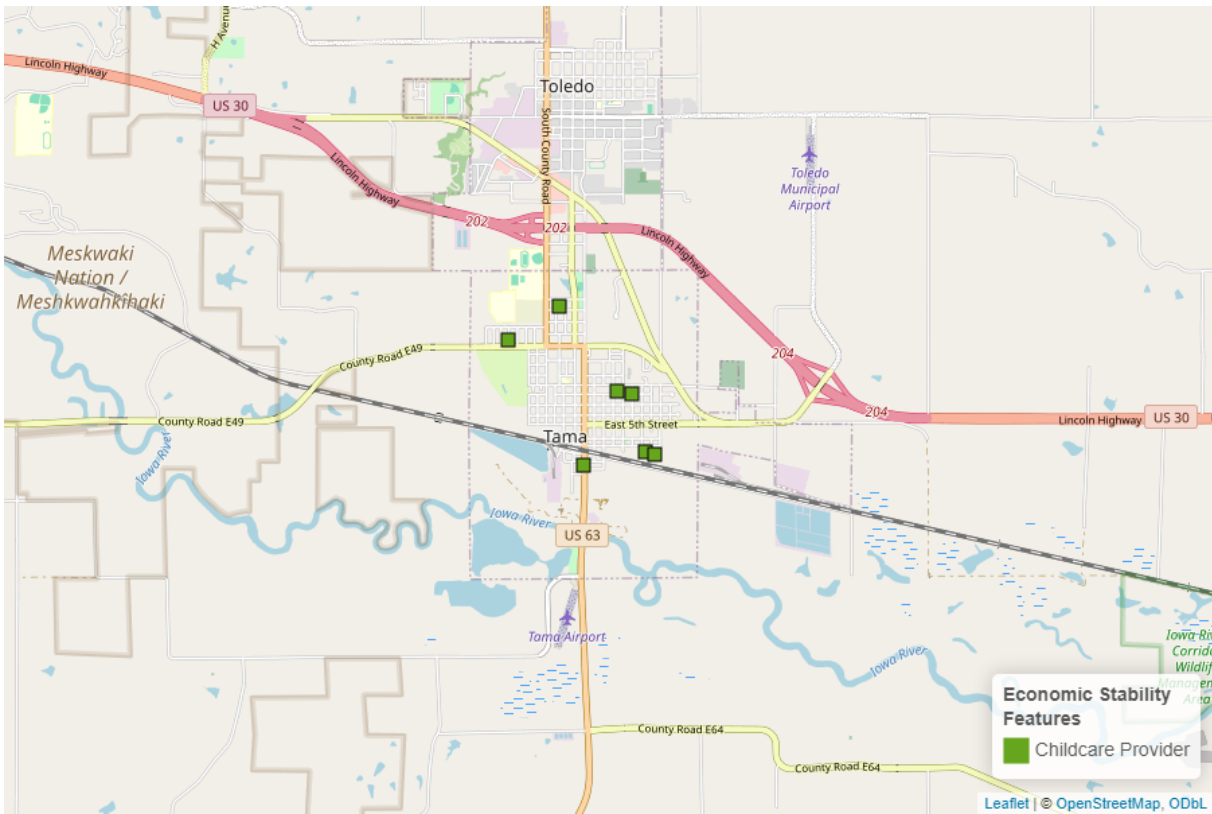 H Avenue
Lincoln Highway
US 30
Toledo
South County Road
Lincoln Highway
Toledo
Municipal
Airport
202
202
Lincoln Highway
Meskwaki
Nation /
Meshkwahkihaki
County Road E49
204
204
Lincoln Highway
US 30
County Road E49
East 5th Street
Tama
Iowa River
Iowa River
US 63
Tama Airport
Iowa River
Economic Stability
Features
Childcare Provider
County Road E64
County Road E64
Leaflet | © OpenStreetMap, ODbL